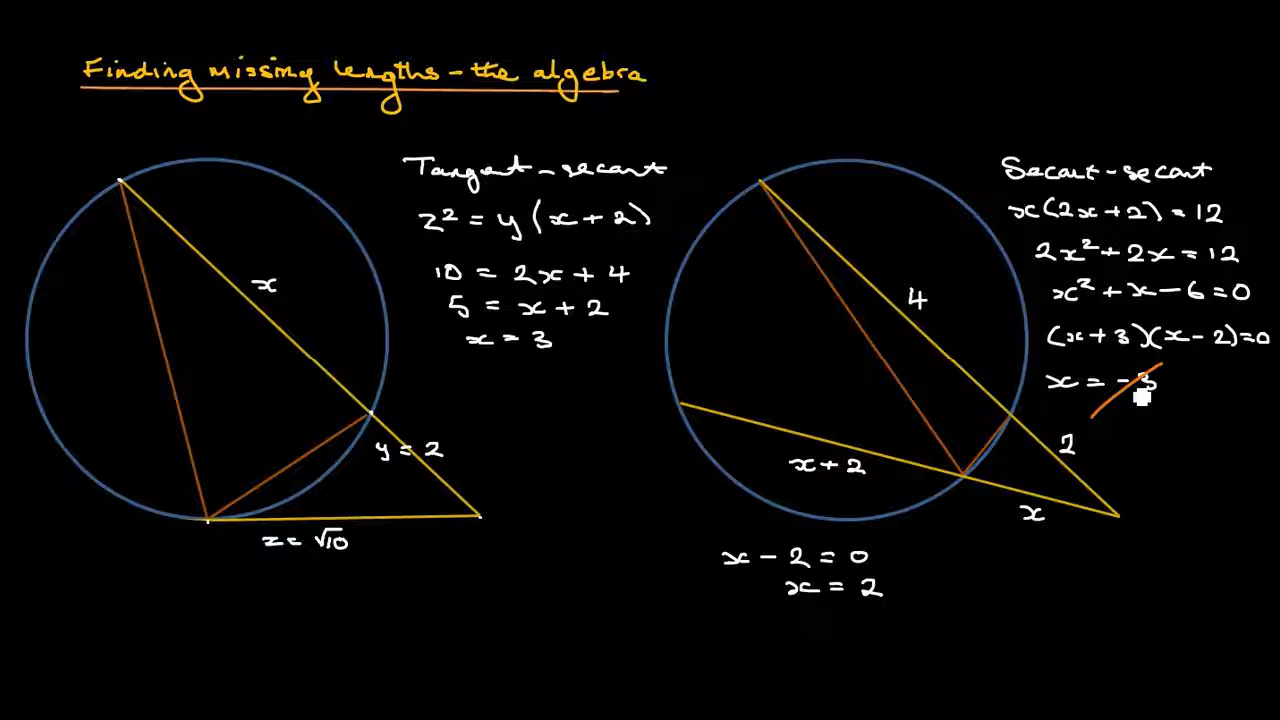 Finding missing lengths - the algebra
Tangent - secant
z² = y(x + 2)
10 = 2x + 4
5 = x + 2
x = 3
x
y = 2
z = √10
Secant - secant
x(2x + 2) = 12
2x² + 2x = 12
x² + x - 6 = 0
(x + 3)(x - 2) = 0
x = -3
4
2
x + 2
x
x - 2 = 0
x = 2